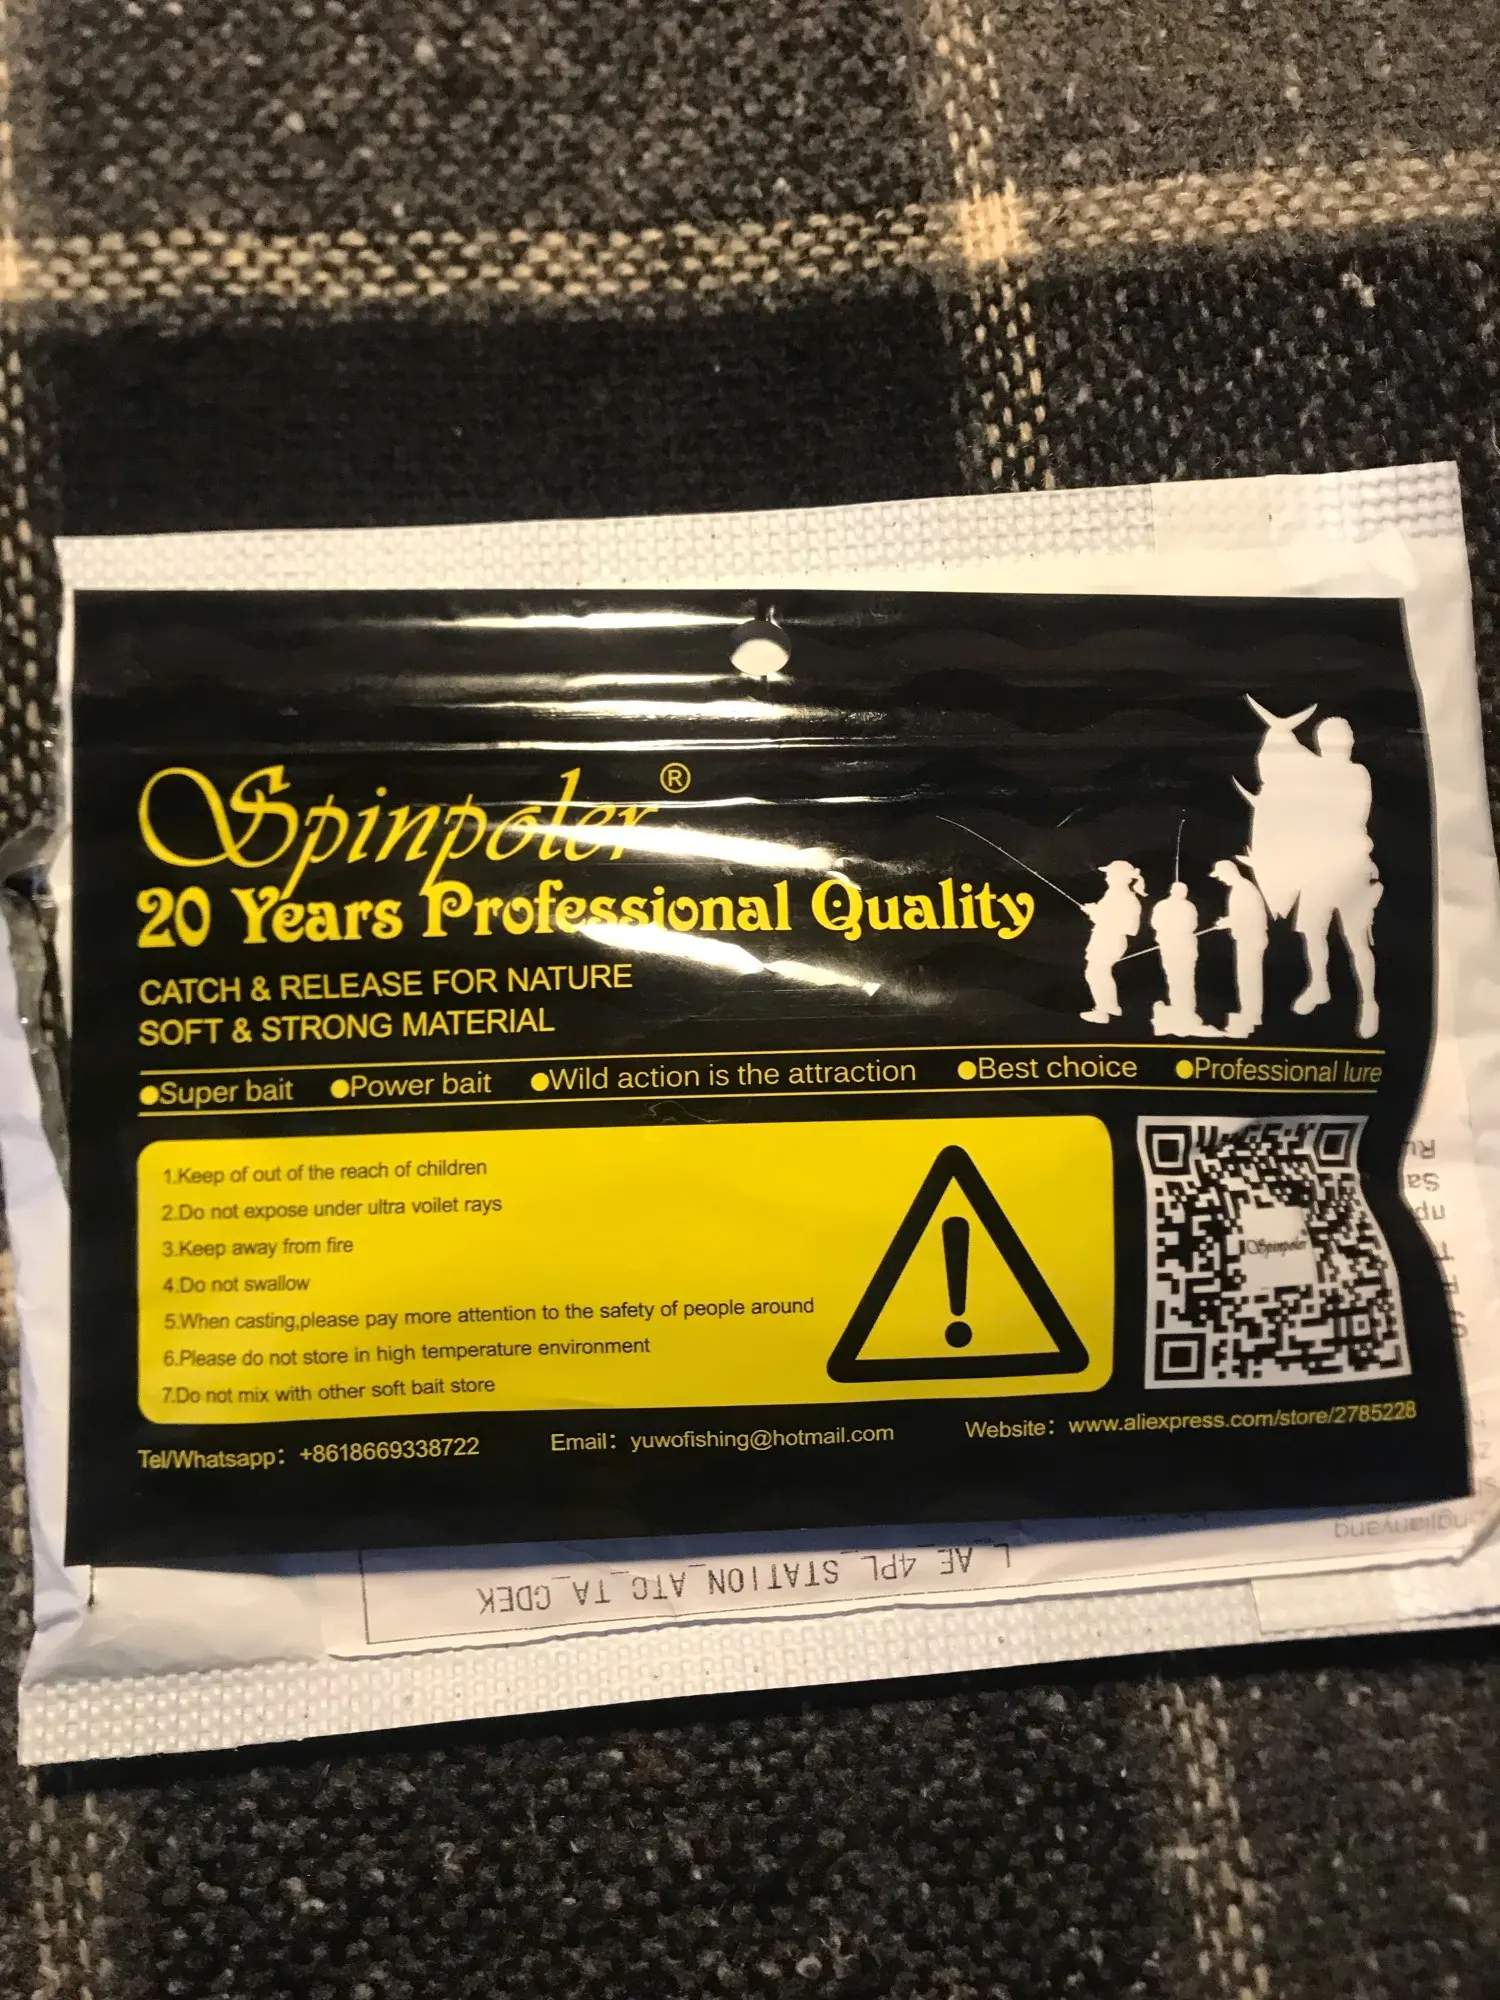 Spinpoler®
20 Years Professional Quality
CATCH & RELEASE FOR NATURE
SOFT & STRONG MATERIAL
●Super bait ●Power bait ●Wild action is the attraction ●Best choice ●Professional lure
1.Keep of out of the reach of children
2.Do not expose under ultra voilet rays
3.Keep away from fire
4.Do not swallow
5.When casting,please pay more attention to the safety of people around
6.Please do not store in high temperature environment
7.Do not mix with other soft bait store
Spinpoler
Tel/Whatsapp：+8618669338722 Email：yuwofishing@hotmail.com Website：www.aliexpress.com/store/2785228
L_AE_4PL_STATION_ATC_TA_CDEK